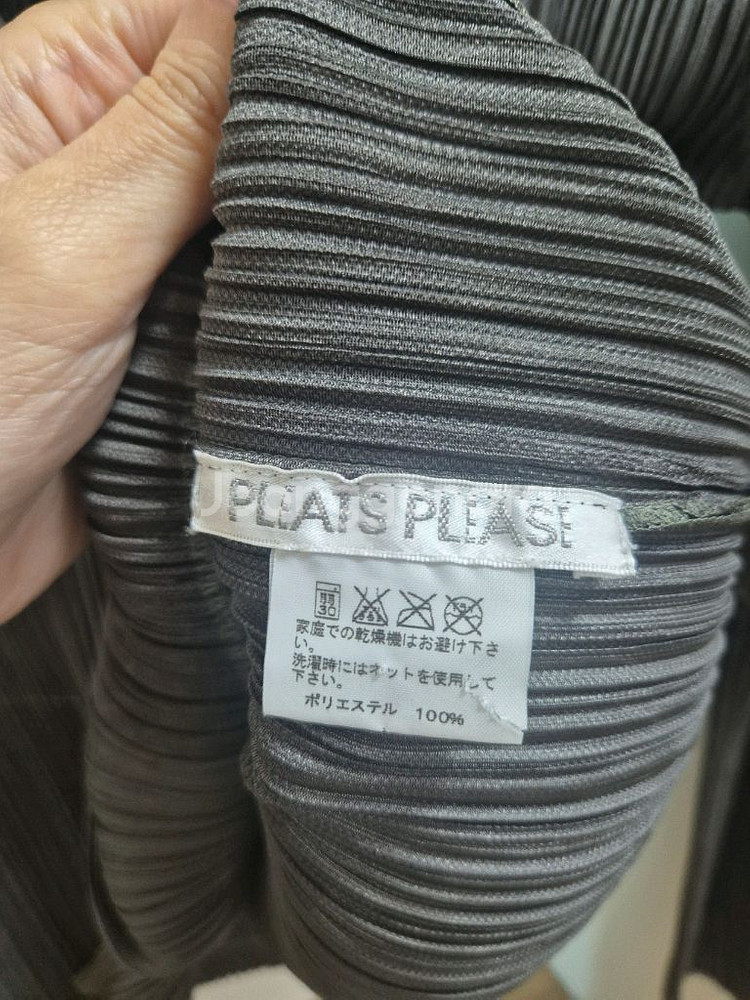 PLEATS PLEASE
家庭での乾燥機はお避け下さ
い。
洗濯時にはネットを使用して
下さい。
ポリエステル 100%